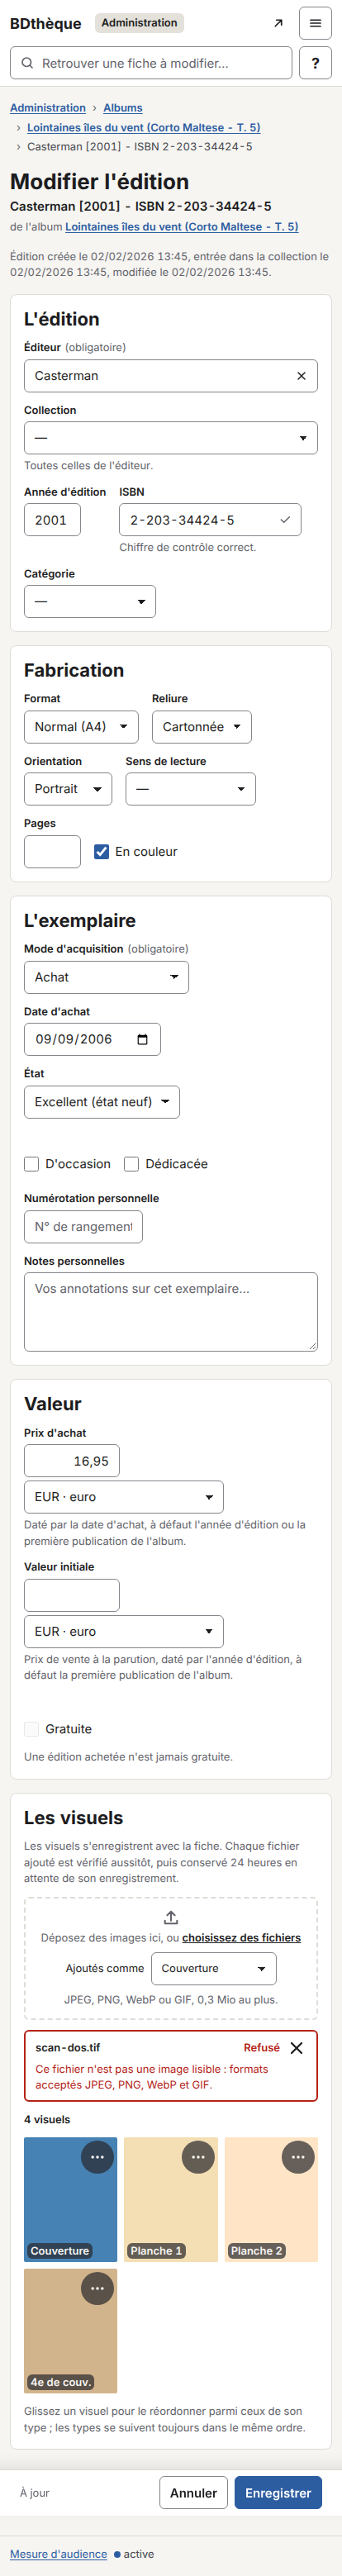 BDthèque Administration
Retrouver une fiche à modifier... ?
Administration › Albums
› Lointaines îles du vent (Corto Maltese - T. 5)
› Casterman [2001] - ISBN 2-203-34424-5
Modifier l'édition
Casterman [2001] - ISBN 2-203-34424-5
de l'album Lointaines îles du vent (Corto Maltese - T. 5)
Édition créée le 02/02/2026 13:45, entrée dans la collection le
02/02/2026 13:45, modifiée le 02/02/2026 13:45.
L'édition
Éditeur (obligatoire)
Casterman
Collection
—
Toutes celles de l'éditeur.
Année d'édition ISBN
2001 2-203-34424-5
Chiffre de contrôle correct.
Catégorie
—
Fabrication
Format Reliure
Normal (A4) Cartonnée
Orientation Sens de lecture
Portrait —
Pages
En couleur
L'exemplaire
Mode d'acquisition (obligatoire)
Achat
Date d'achat
09/09/2006
État
Excellent (état neuf)
D'occasion Dédicacée
Numérotation personnelle
N° de rangement
Notes personnelles
Vos annotations sur cet exemplaire...
Valeur
Prix d'achat
16,95
EUR · euro
Daté par la date d'achat, à défaut l'année d'édition ou la
première publication de l'album.
Valeur initiale
EUR · euro
Prix de vente à la parution, daté par l'année d'édition, à
défaut la première publication de l'album.
Gratuite
Une édition achetée n'est jamais gratuite.
Les visuels
Les visuels s'enregistrent avec la fiche. Chaque fichier
ajouté est vérifié aussitôt, puis conservé 24 heures en
attente de son enregistrement.
Déposez des images ici, ou choisissez des fichiers
Ajoutés comme Couverture
JPEG, PNG, WebP ou GIF, 0,3 Mio au plus.
scan-dos.tif Refusé
Ce fichier n'est pas une image lisible : formats
acceptés JPEG, PNG, WebP et GIF.
4 visuels
Couverture Planche 1 Planche 2
4e de couv.
Glissez un visuel pour le réordonner parmi ceux de son
type ; les types se suivent toujours dans le même ordre.
À jour Annuler Enregistrer
Mesure d'audience active